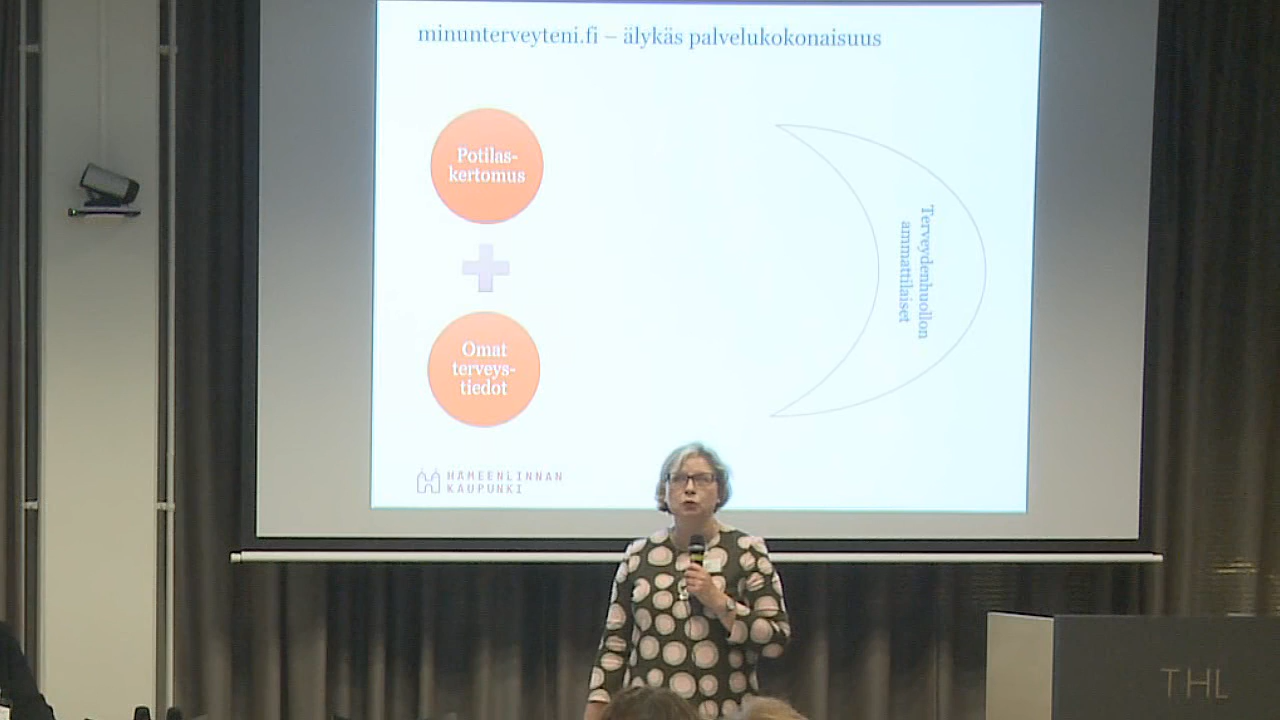 minunterveyteni.fi – älykäs palvelukokonaisuus
Potilas-
kertomus
Omat
terveys-
tiedot
Terveydenhuollon
ammattilaiset
HÄMEENLINNAN
KAUPUNKI
THL